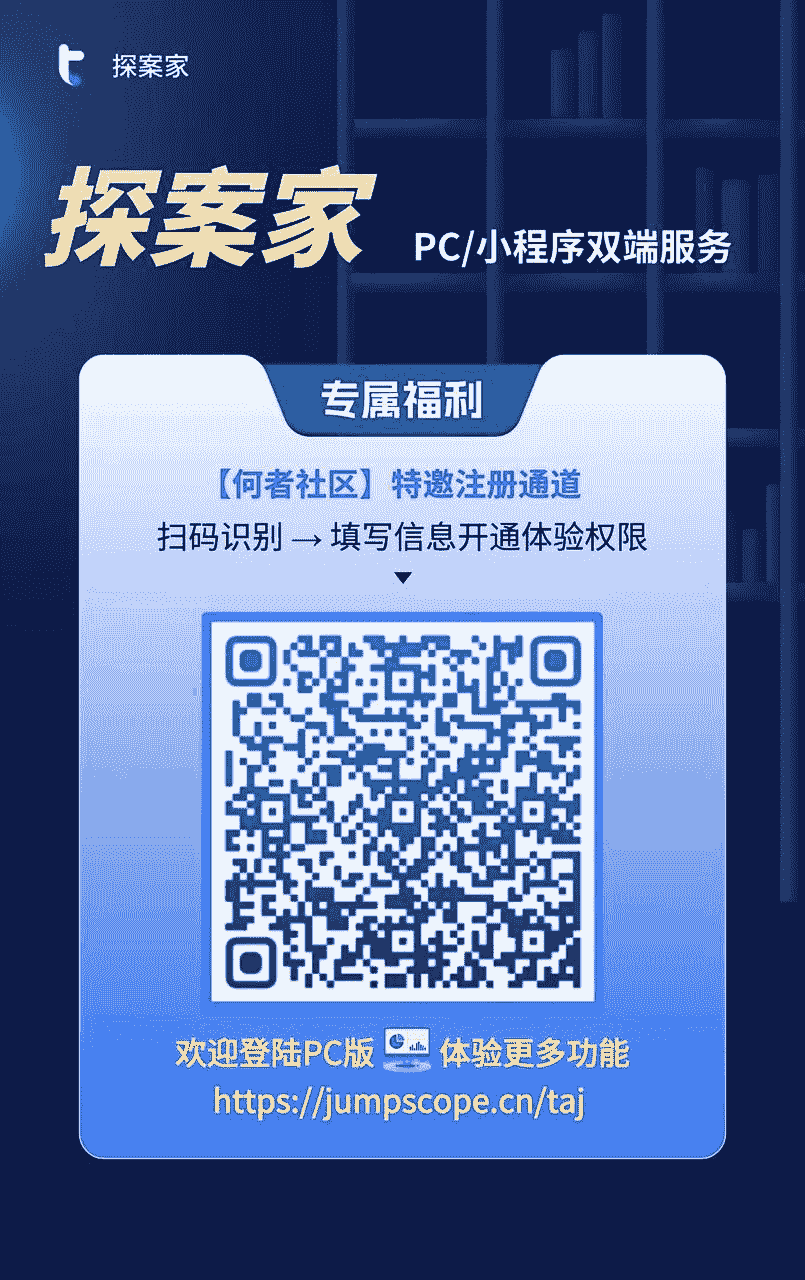 探案家
探案家
PC/小程序双端服务
专属福利
【何者社区】特邀注册通道
扫码识别 → 填写信息开通体验权限
欢迎登陆PC版 体验更多功能
https://jumpscope.cn/taj